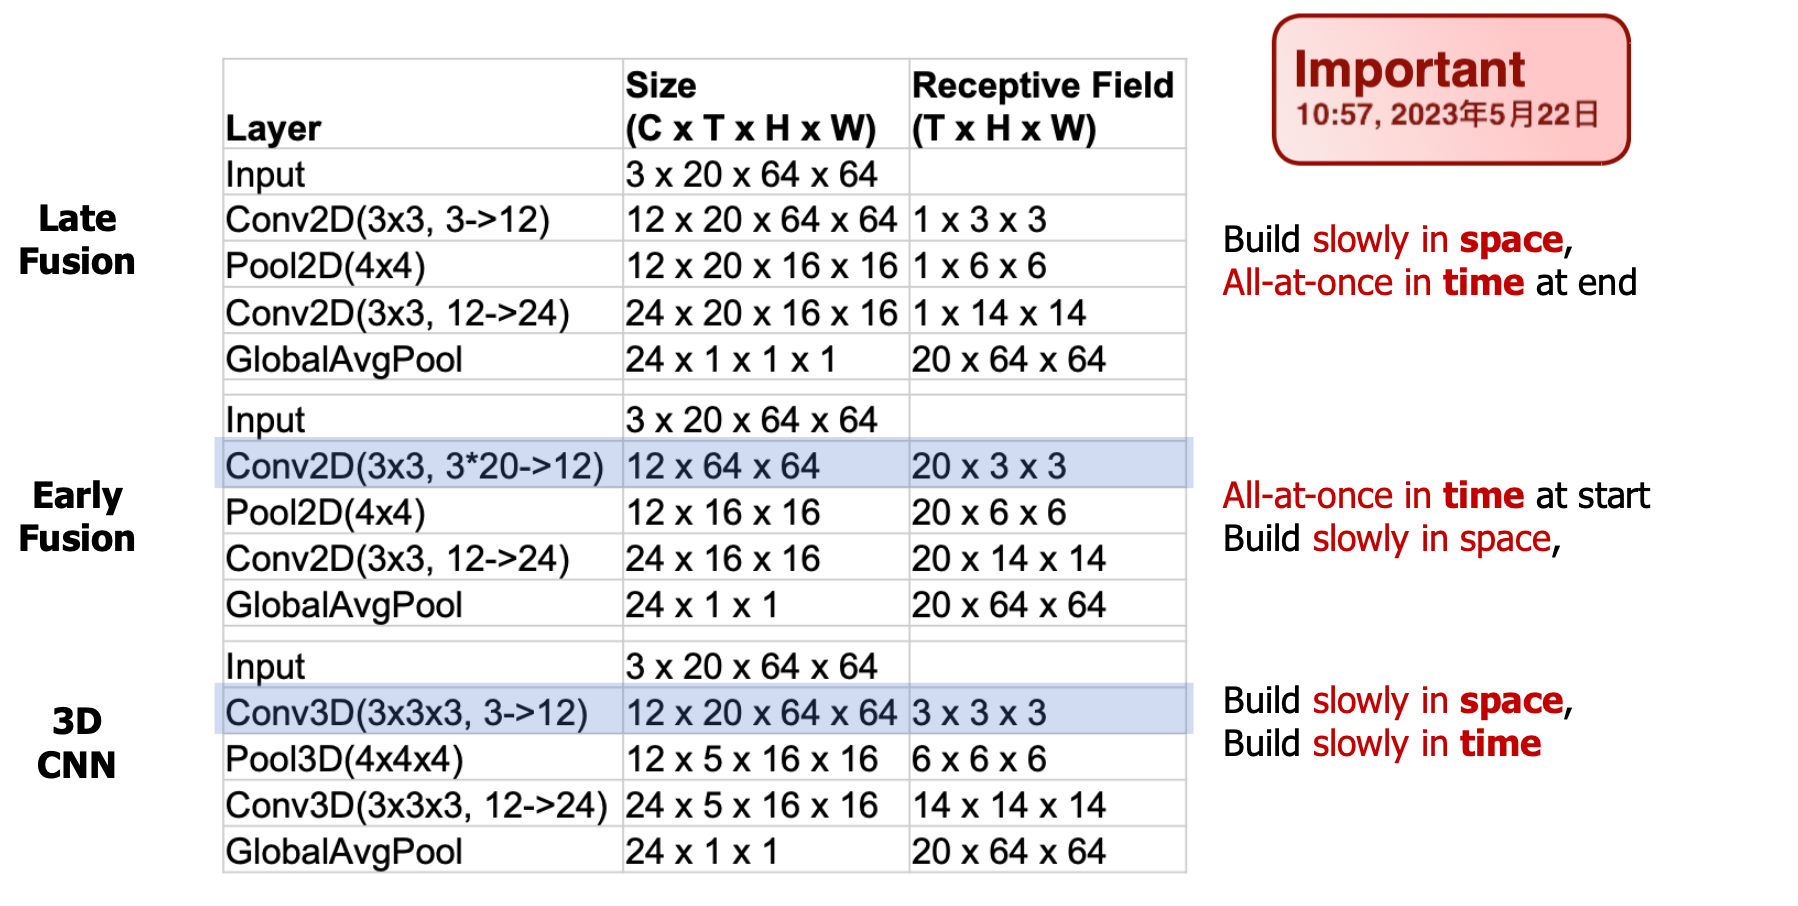 Important
10:57, 2023年5月22日
Layer Size (C x T x H x W) Receptive Field (T x H x W)
Late Fusion
Input 3 x 20 x 64 x 64
Conv2D(3x3, 3->12) 12 x 20 x 64 x 64 1 x 3 x 3
Pool2D(4x4) 12 x 20 x 16 x 16 1 x 6 x 6
Conv2D(3x3, 12->24) 24 x 20 x 16 x 16 1 x 14 x 14
GlobalAvgPool 24 x 1 x 1 x 1 20 x 64 x 64
Build slowly in space,
All-at-once in time at end
Early Fusion
Input 3 x 20 x 64 x 64
Conv2D(3x3, 3*20->12) 12 x 64 x 64 20 x 3 x 3
Pool2D(4x4) 12 x 16 x 16 20 x 6 x 6
Conv2D(3x3, 12->24) 24 x 16 x 16 20 x 14 x 14
GlobalAvgPool 24 x 1 x 1 20 x 64 x 64
All-at-once in time at start
Build slowly in space,
3D CNN
Input 3 x 20 x 64 x 64
Conv3D(3x3x3, 3->12) 12 x 20 x 64 x 64 3 x 3 x 3
Pool3D(4x4x4) 12 x 5 x 16 x 16 6 x 6 x 6
Conv3D(3x3x3, 12->24) 24 x 5 x 16 x 16 14 x 14 x 14
GlobalAvgPool 24 x 1 x 1 20 x 64 x 64
Build slowly in space,
Build slowly in time